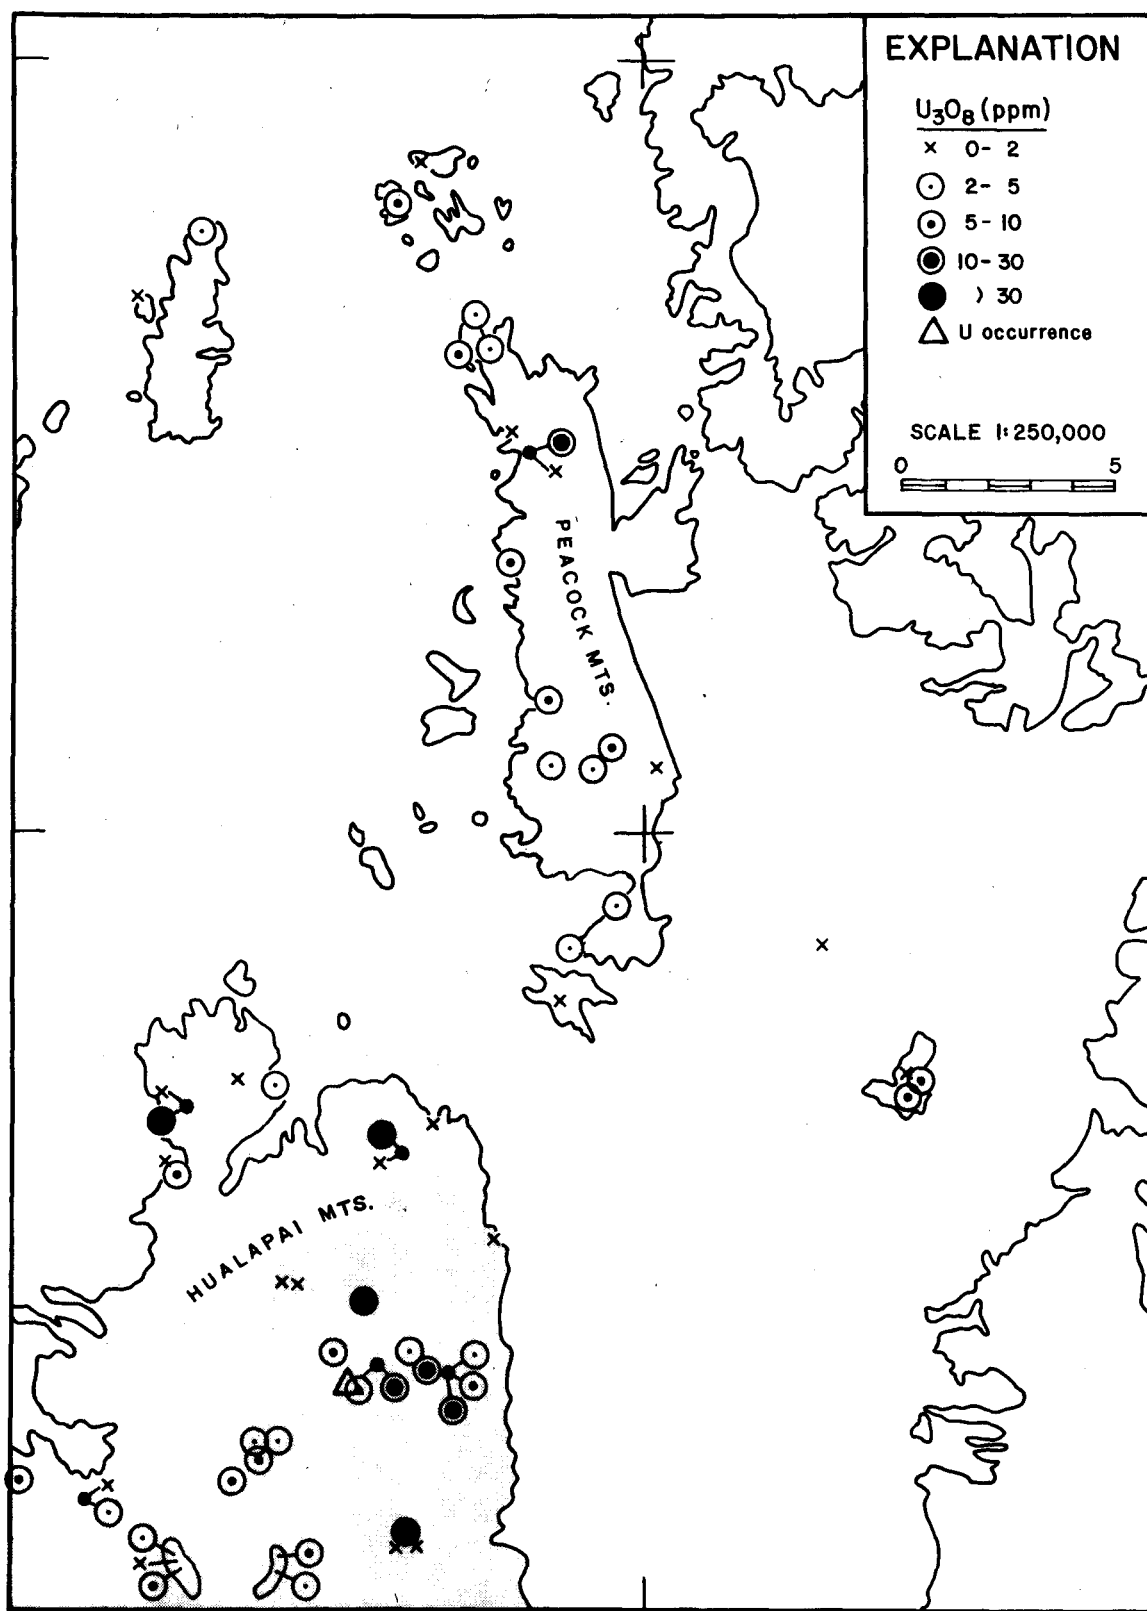 EXPLANATION
U3O8 (ppm)
x 0- 2
2- 5
5- 10
10- 30
> 30
U occurrence
SCALE 1:250,000
0 5
PEACOCK MTS.
HUALAPAI MTS.